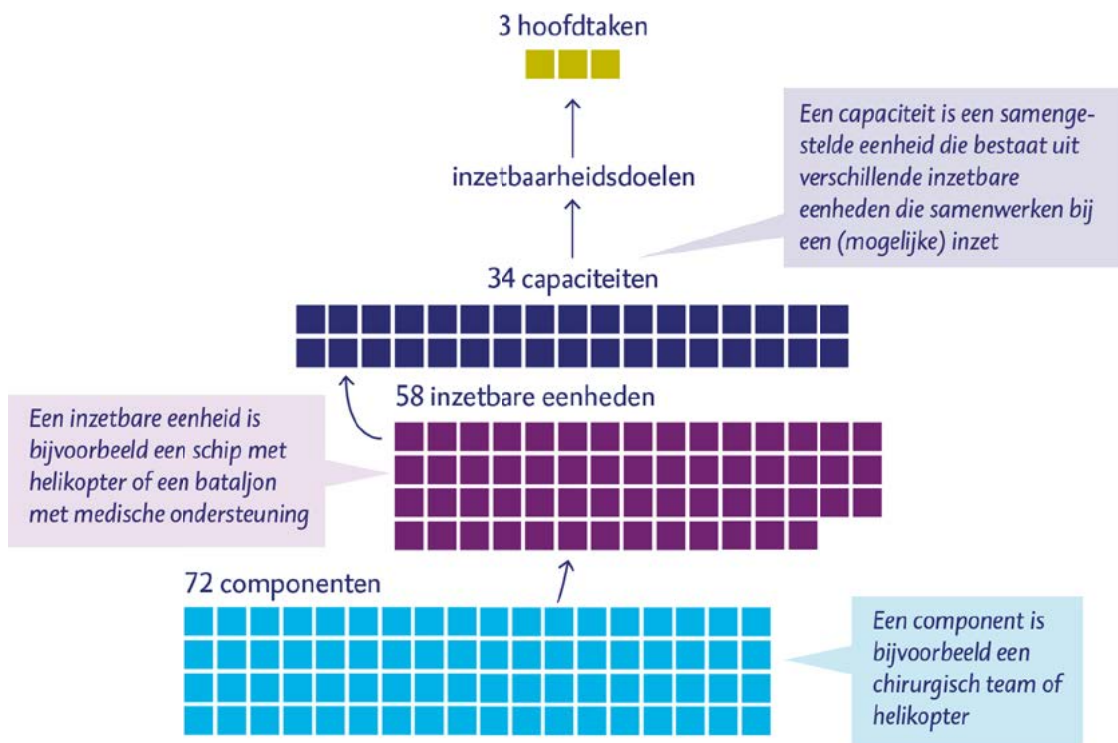 3 hoofdtaken
Een capaciteit is een samenge-
stelde eenheid die bestaat uit
verschillende inzetbare
eenheden die samenwerken bij
een (mogelijke) inzet
inzetbaarheidsdoelen
34 capaciteiten
58 inzetbare eenheden
Een inzetbare eenheid is
bijvoorbeeld een schip met
helikopter of een bataljon
met medische ondersteuning
72 componenten
Een component is
bijvoorbeeld een
chirurgisch team of
helikopter